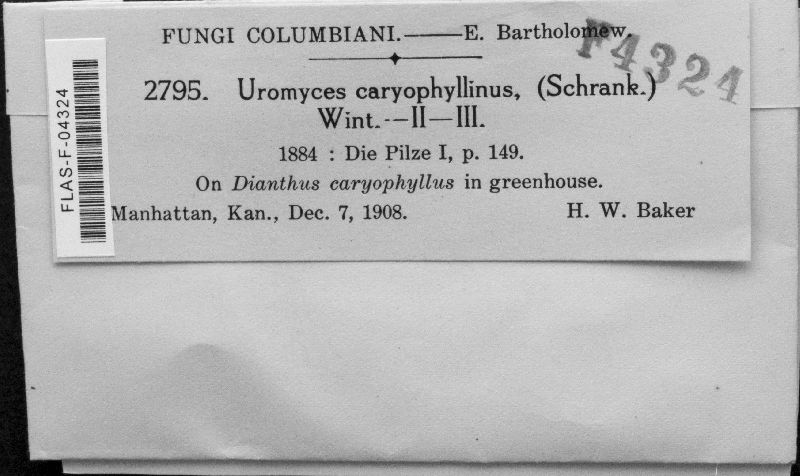 FUNGI COLUMBIANI.——E. Bartholomew.
F4324
2795. Uromyces caryophyllinus, (Schrank.)
Wint.--II—III.
1884 : Die Pilze I, p. 149.
On Dianthus caryophyllus in greenhouse.
Manhattan, Kan., Dec. 7, 1908. H. W. Baker
FLAS-F-04324